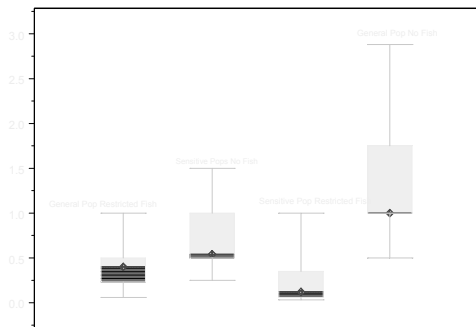 General Pop No Fish
3.0
2.5
2.0
1.5
Sensitive Pops No Fish
General Pop Restricted Fish
Sensitive Pop Restricted Fish
1.0
0.5
0.0